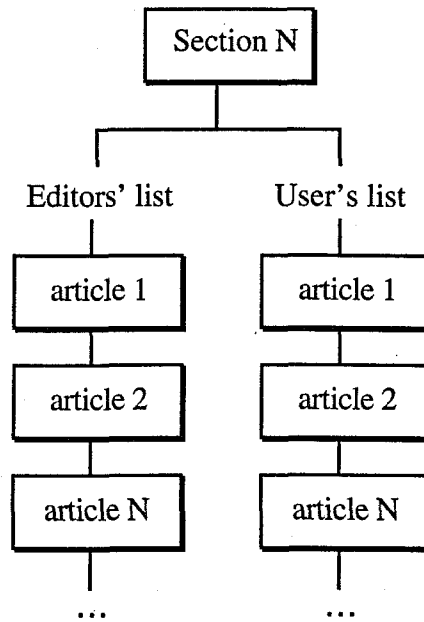 Section N
Editors' list
User's list
article 1
article 1
article 2
article 2
article N
article N
...
...